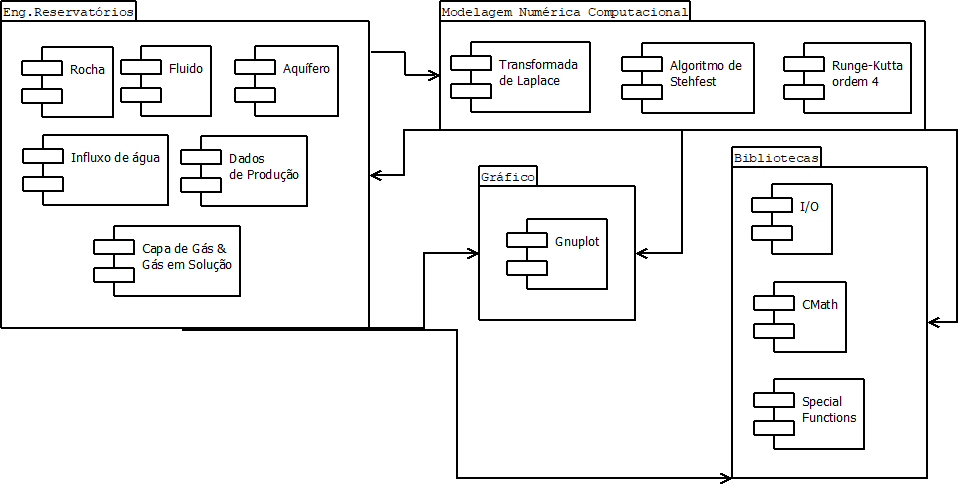 Eng.Reservatórios
Rocha
Fluido
Aquífero
Influxo de água
Dados
de Produção
Capa de Gás &
Gás em Solução
Modelagem Numérica Computacional
Transformada
de Laplace
Algoritmo de
Stehfest
Runge-Kutta
ordem 4
Gráfico
Gnuplot
Bibliotecas
I/O
CMath
Special
Functions